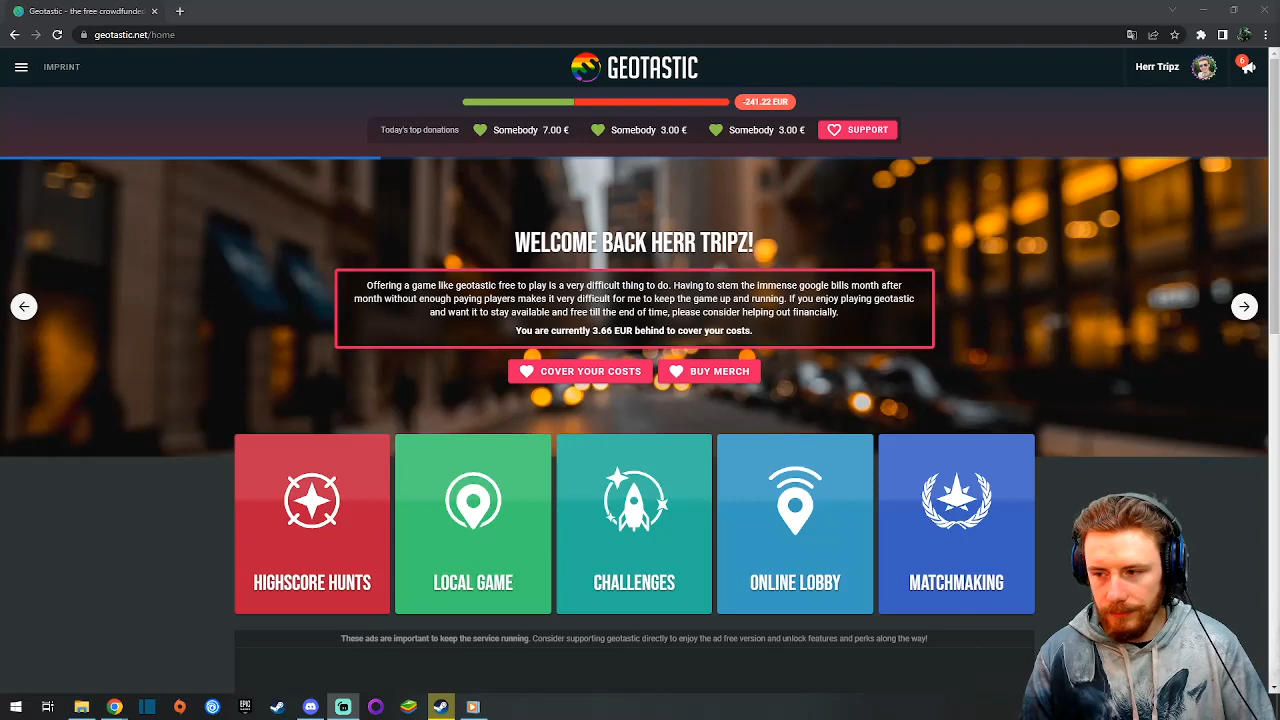 Geotastic - the free crowdfunded
geotastic.net/home
IMPRINT
GEOTASTIC
Herr Tripz
6
-241.22 EUR
Today's top donations
Somebody 7.00 €
Somebody 3.00 €
Somebody 3.00 €
SUPPORT
WELCOME BACK HERR TRIPZ!
Offering a game like geotastic free to play is a very difficult thing to do. Having to stem the immense google bills month after
month without enough paying players makes it very difficult for me to keep the game up and running. If you enjoy playing geotastic
and want it to stay available and free till the end of time, please consider helping out financially.
You are currently 3.66 EUR behind to cover your costs.
COVER YOUR COSTS
BUY MERCH
HIGHSCORE HUNTS
LOCAL GAME
CHALLENGES
ONLINE LOBBY
MATCHMAKING
These ads are important to keep the service running. Consider supporting geotastic directly to enjoy the ad free version and unlock features and perks along the way!
EPIC